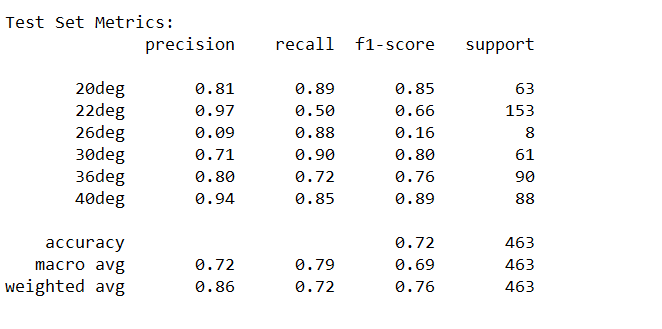 Test Set Metrics:
precision recall f1-score support
20deg 0.81 0.89 0.85 63
22deg 0.97 0.50 0.66 153
26deg 0.09 0.88 0.16 8
30deg 0.71 0.90 0.80 61
36deg 0.80 0.72 0.76 90
40deg 0.94 0.85 0.89 88
accuracy 0.72 463
macro avg 0.72 0.79 0.69 463
weighted avg 0.86 0.72 0.76 463